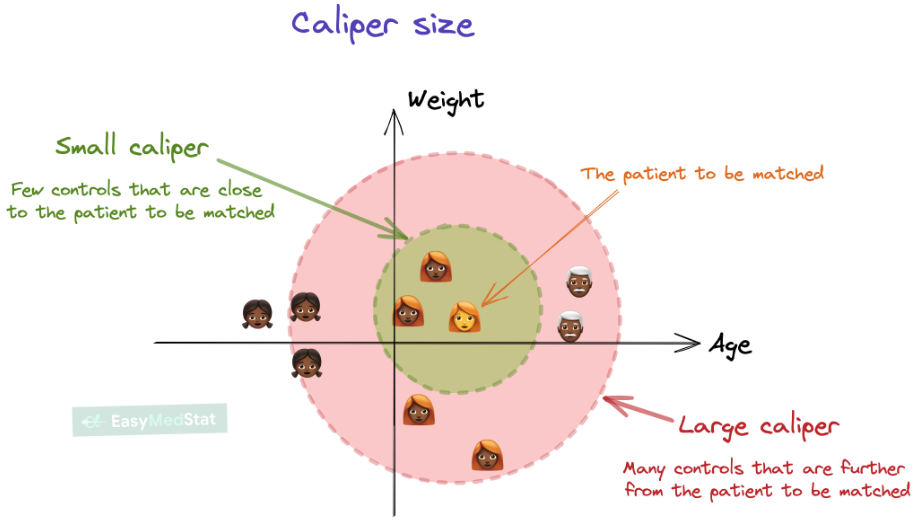 Caliper size
Weight
Small caliper
Few controls that are close
to the patient to be matched
The patient to be matched
Age
EasyMedStat
Large caliper
Many controls that are further
from the patient to be matched